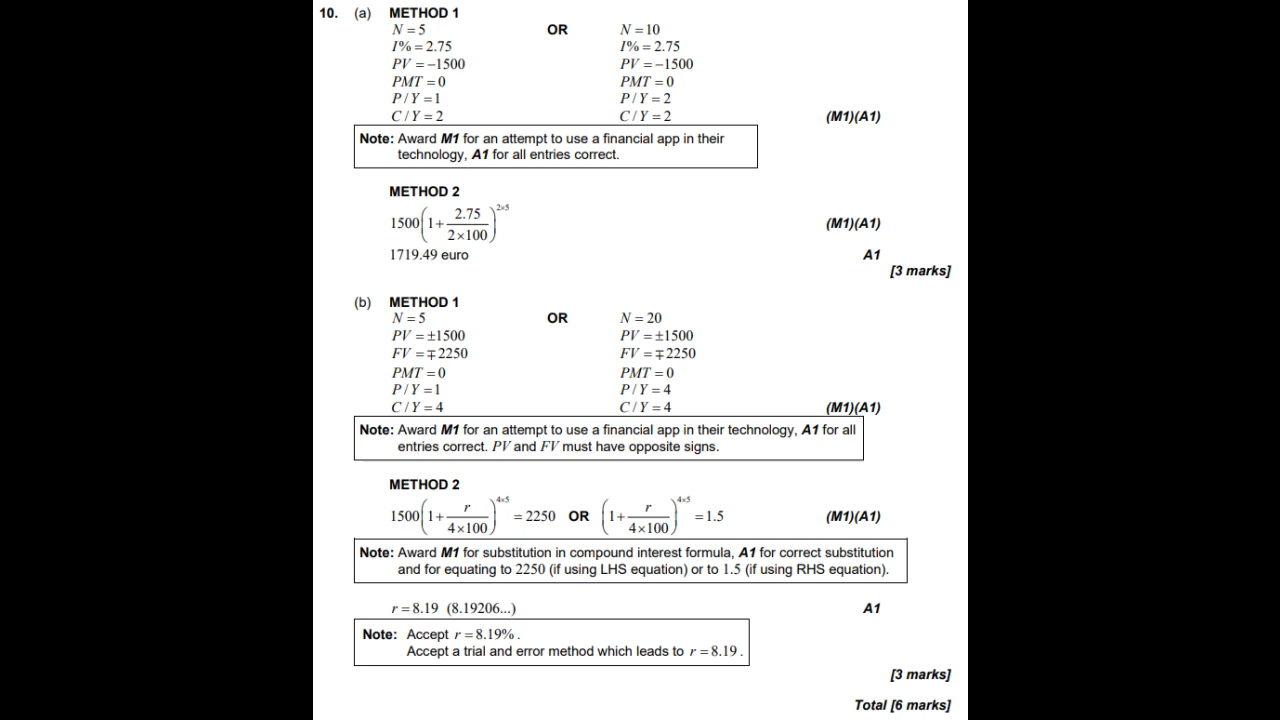 10. (a) METHOD 1
N = 5 OR N = 10
I% = 2.75 I% = 2.75
PV = −1500 PV = −1500
PMT = 0 PMT = 0
P / Y = 1 P / Y = 2
C / Y = 2 C / Y = 2 (M1)(A1)
Note: Award M1 for an attempt to use a financial app in their
technology, A1 for all entries correct.
METHOD 2
1500(1 + 2.75/(2×100))^(2×5) (M1)(A1)
1719.49 euro A1
[3 marks]
(b) METHOD 1
N = 5 OR N = 20
PV = ±1500 PV = ±1500
FV = ∓2250 FV = ∓2250
PMT = 0 PMT = 0
P / Y = 1 P / Y = 4
C / Y = 4 C / Y = 4 (M1)(A1)
Note: Award M1 for an attempt to use a financial app in their technology, A1 for all
entries correct. PV and FV must have opposite signs.
METHOD 2
1500(1 + r/(4×100))^(4×5) = 2250 OR (1 + r/(4×100))^(4×5) = 1.5 (M1)(A1)
Note: Award M1 for substitution in compound interest formula, A1 for correct substitution
and for equating to 2250 (if using LHS equation) or to 1.5 (if using RHS equation).
r = 8.19 (8.19206...) A1
Note: Accept r = 8.19% .
Accept a trial and error method which leads to r = 8.19 .
[3 marks]
Total [6 marks]